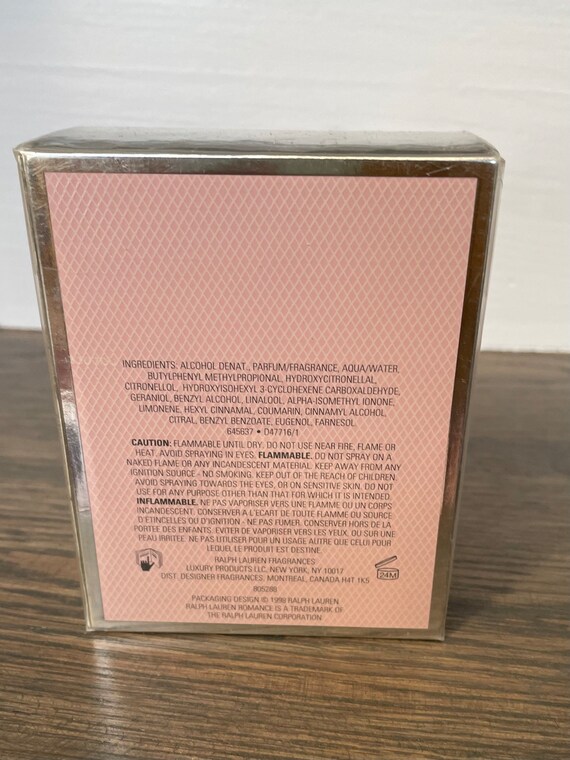 INGREDIENTS: ALCOHOL DENAT., PARFUM/FRAGRANCE, AQUA/WATER,
BUTYLPHENYL METHYLPROPIONAL, HYDROXYCITRONELLAL,
CITRONELLOL, HYDROXYISOHEXYL 3-CYCLOHEXENE CARBOXALDEHYDE,
GERANIOL, BENZYL ALCOHOL, LINALOOL, ALPHA-ISOMETHYL IONONE,
LIMONENE, HEXYL CINNAMAL, COUMARIN, CINNAMYL ALCOHOL,
CITRAL, BENZYL BENZOATE, EUGENOL, FARNESOL.
645637 • D47716/1
CAUTION: FLAMMABLE UNTIL DRY. DO NOT USE NEAR FIRE, FLAME OR
HEAT. AVOID SPRAYING IN EYES. FLAMMABLE. DO NOT SPRAY ON A
NAKED FLAME OR ANY INCANDESCENT MATERIAL. KEEP AWAY FROM ANY
IGNITION SOURCE - NO SMOKING. KEEP OUT OF THE REACH OF CHILDREN.
AVOID SPRAYING TOWARDS THE EYES, OR ON SENSITIVE SKIN. DO NOT
USE FOR ANY PURPOSE OTHER THAN THAT FOR WHICH IT IS INTENDED.
INFLAMMABLE. NE PAS VAPORISER VERS UNE FLAMME OU UN CORPS
INCANDESCENT. CONSERVER A L'ECART DE TOUTE FLAMME OU SOURCE
D'ETINCELLES OU D'IGNITION - NE PAS FUMER. CONSERVER HORS DE LA
PORTEE DES ENFANTS. EVITER DE VAPORISER VERS LES YEUX, OU SUR UNE
PEAU IRRITEE. NE PAS UTILISER POUR UN USAGE AUTRE QUE CELUI POUR
LEQUEL LE PRODUIT EST DESTINE.
RALPH LAUREN FRAGRANCES
LUXURY PRODUCTS LLC, NEW YORK, NY 10017
DIST. DESIGNER FRAGRANCES, MONTREAL, CANADA H4T 1K5
24M
805288
PACKAGING DESIGN © 1998 RALPH LAUREN
RALPH LAUREN ROMANCE IS A TRADEMARK OF
THE RALPH LAUREN CORPORATION